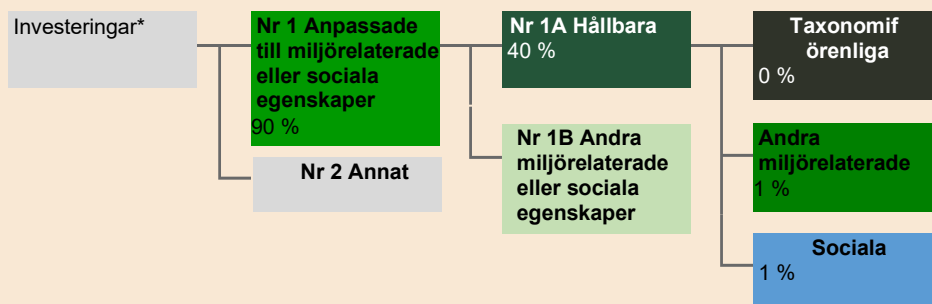 Investeringar*
Nr 1 Anpassade
till miljörelaterade
eller sociala
egenskaper
90 %
Nr 2 Annat
Nr 1A Hållbara
40 %
Nr 1B Andra
miljörelaterade
eller sociala
egenskaper
Taxonomif
örenliga
0 %
Andra
miljörelaterade
1 %
Sociala
1 %